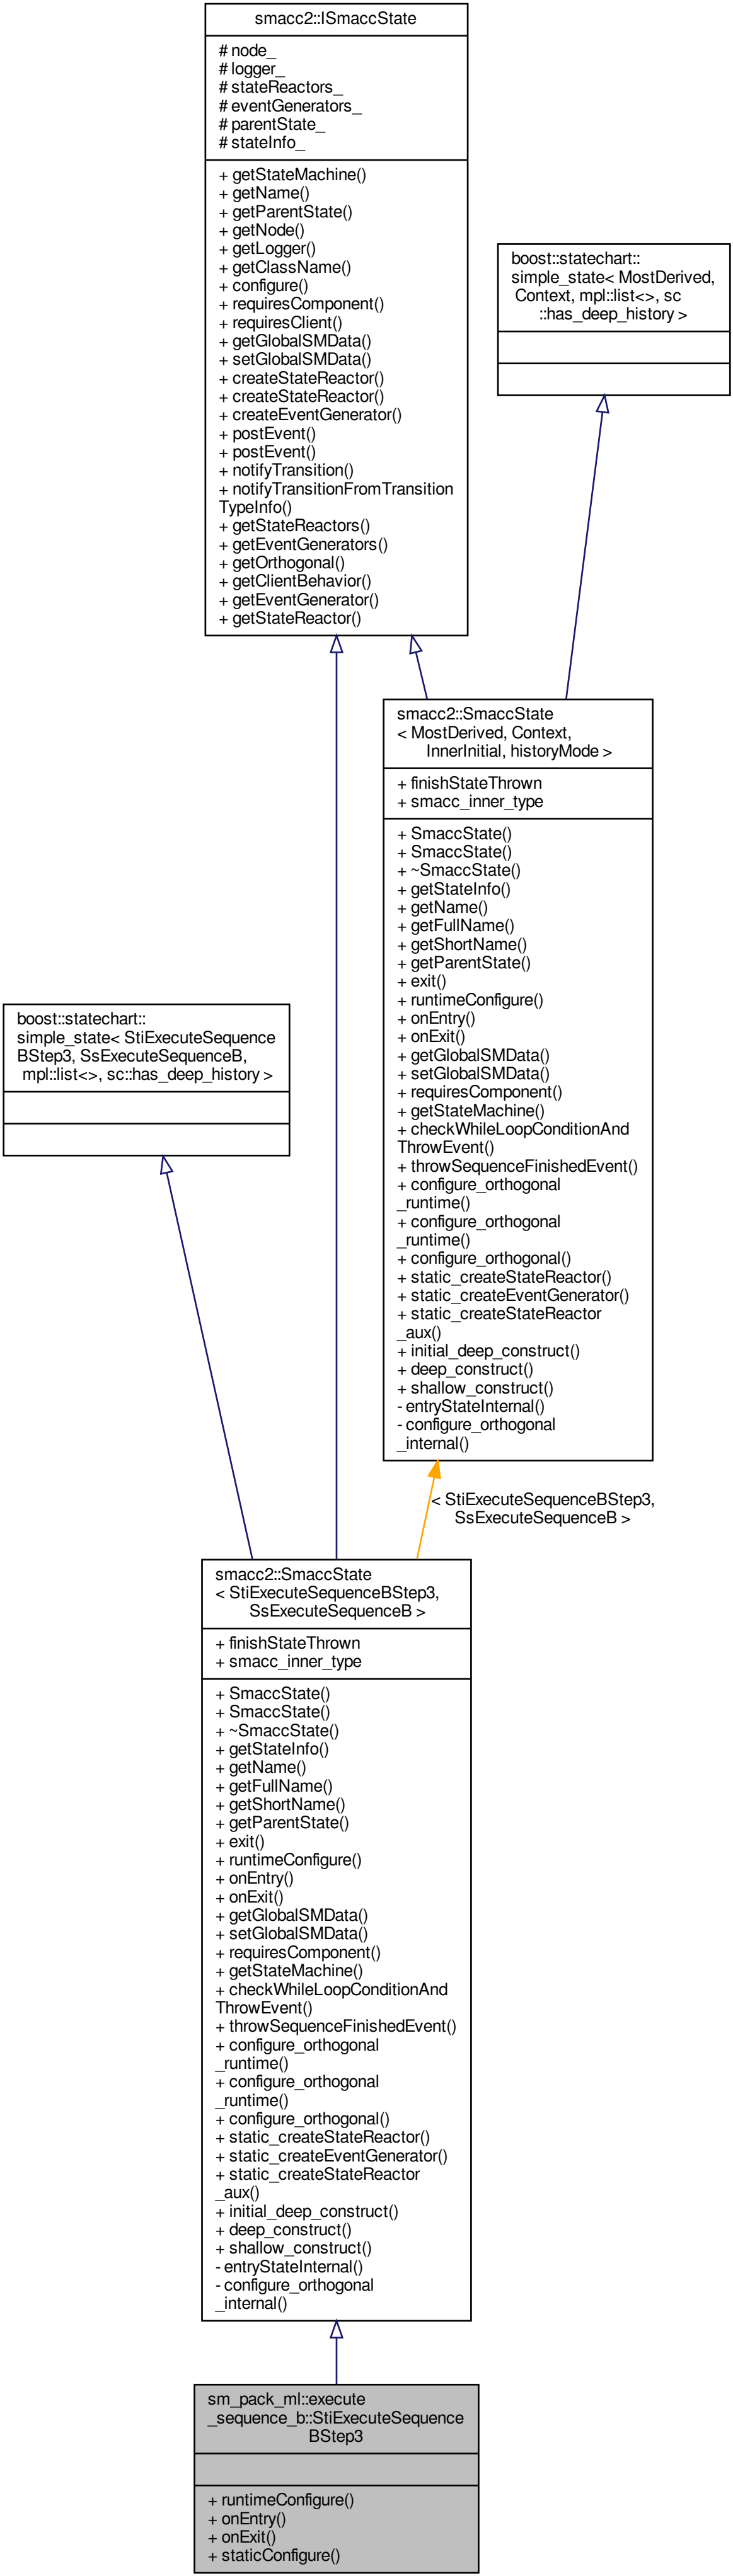 smacc2::ISmaccState
# node_
# logger_
# stateReactors_
# eventGenerators_
# parentState_
# stateInfo_
+ getStateMachine()
+ getName()
+ getParentState()
+ getNode()
+ getLogger()
+ getClassName()
+ configure()
+ requiresComponent()
+ requiresClient()
+ getGlobalSMData()
+ setGlobalSMData()
+ createStateReactor()
+ createStateReactor()
+ createEventGenerator()
+ postEvent()
+ postEvent()
+ notifyTransition()
+ notifyTransitionFromTransition
TypeInfo()
+ getStateReactors()
+ getEventGenerators()
+ getOrthogonal()
+ getClientBehavior()
+ getEventGenerator()
+ getStateReactor()
boost::statechart::
simple_state< MostDerived,
Context, mpl::list<>, sc
::has_deep_history >
smacc2::SmaccState
< MostDerived, Context,
InnerInitial, historyMode >
+ finishStateThrown
+ smacc_inner_type
+ SmaccState()
+ SmaccState()
+ ~SmaccState()
+ getStateInfo()
+ getName()
+ getFullName()
+ getShortName()
+ getParentState()
+ exit()
+ runtimeConfigure()
+ onEntry()
+ onExit()
+ getGlobalSMData()
+ setGlobalSMData()
+ requiresComponent()
+ getStateMachine()
+ checkWhileLoopConditionAnd
ThrowEvent()
+ throwSequenceFinishedEvent()
+ configure_orthogonal
_runtime()
+ configure_orthogonal
_runtime()
+ configure_orthogonal()
+ static_createStateReactor()
+ static_createEventGenerator()
+ static_createStateReactor
_aux()
+ initial_deep_construct()
+ deep_construct()
+ shallow_construct()
- entryStateInternal()
- configure_orthogonal
_internal()
boost::statechart::
simple_state< StiExecuteSequence
BStep3, SsExecuteSequenceB,
mpl::list<>, sc::has_deep_history >
< StiExecuteSequenceBStep3,
SsExecuteSequenceB >
smacc2::SmaccState
< StiExecuteSequenceBStep3,
SsExecuteSequenceB >
+ finishStateThrown
+ smacc_inner_type
+ SmaccState()
+ SmaccState()
+ ~SmaccState()
+ getStateInfo()
+ getName()
+ getFullName()
+ getShortName()
+ getParentState()
+ exit()
+ runtimeConfigure()
+ onEntry()
+ onExit()
+ getGlobalSMData()
+ setGlobalSMData()
+ requiresComponent()
+ getStateMachine()
+ checkWhileLoopConditionAnd
ThrowEvent()
+ throwSequenceFinishedEvent()
+ configure_orthogonal
_runtime()
+ configure_orthogonal
_runtime()
+ configure_orthogonal()
+ static_createStateReactor()
+ static_createEventGenerator()
+ static_createStateReactor
_aux()
+ initial_deep_construct()
+ deep_construct()
+ shallow_construct()
- entryStateInternal()
- configure_orthogonal
_internal()
sm_pack_ml::execute
_sequence_b::StiExecuteSequence
BStep3
+ runtimeConfigure()
+ onEntry()
+ onExit()
+ staticConfigure()